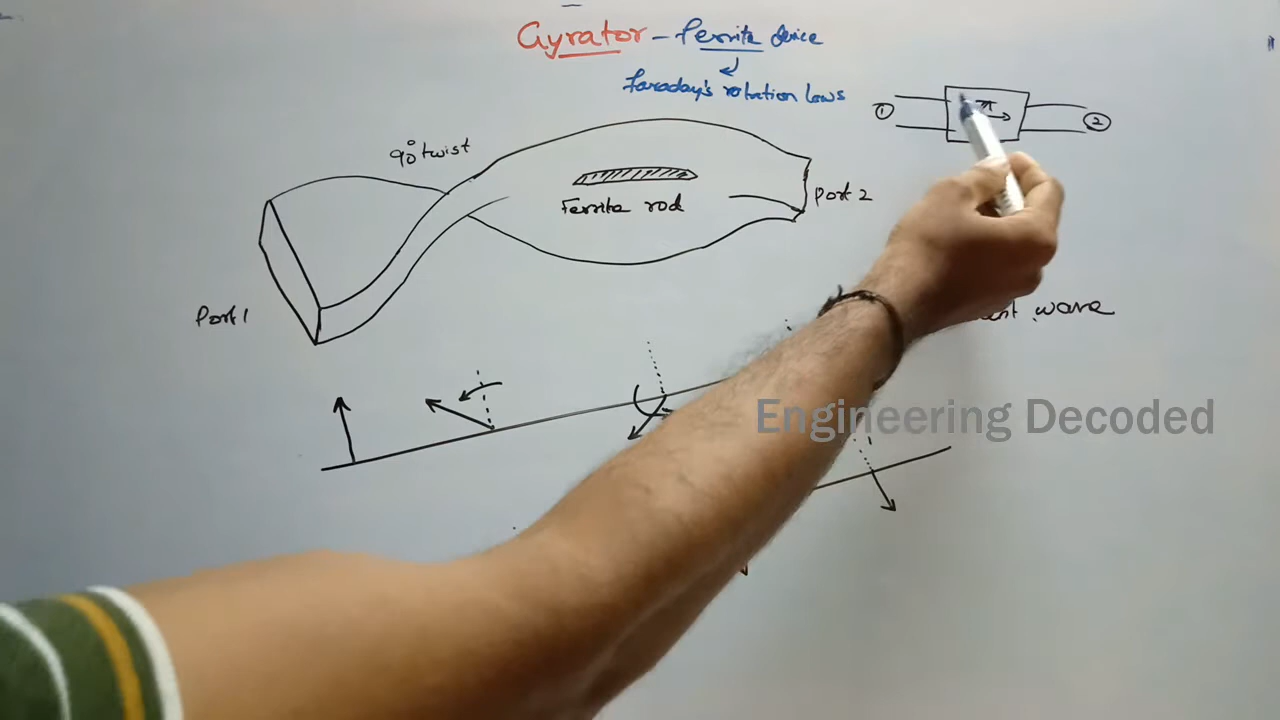 Gyrator - Ferrite device
Faraday's rotation laws
①
π
②
90° twist
Ferrite rod
Port 2
Port 1
wave
Engineering Decoded